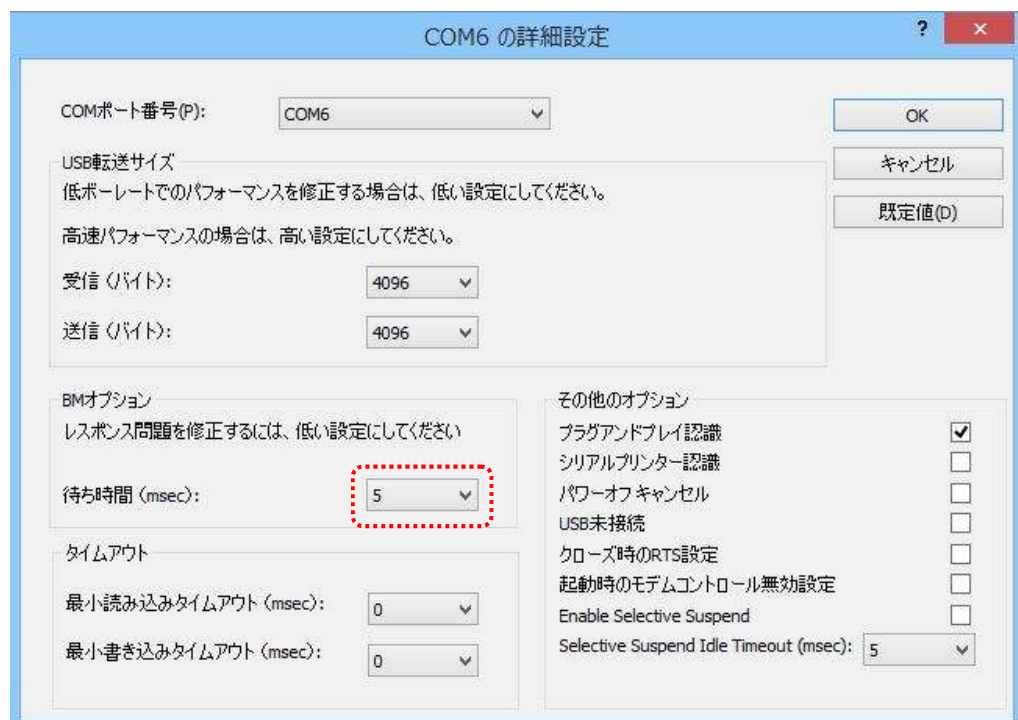 COM6 の詳細設定
?
COMポート番号(P):
COM6
OK
キャンセル
既定値(D)
USB転送サイズ
低ボーレートでのパフォーマンスを修正する場合は、低い設定にしてください。
高速パフォーマンスの場合は、高い設定にしてください。
受信 (バイト):
4096
送信 (バイト):
4096
BMオプション
レスポンス問題を修正するには、低い設定にしてください
待ち時間 (msec):
5
タイムアウト
最小読み込みタイムアウト (msec):
0
最小書き込みタイムアウト (msec):
0
その他のオプション
プラグアンドプレイ認識
シリアルプリンター認識
パワーオフ キャンセル
USB未接続
クローズ時のRTS設定
起動時のモデムコントロール無効設定
Enable Selective Suspend
Selective Suspend Idle Timeout (msec):
5